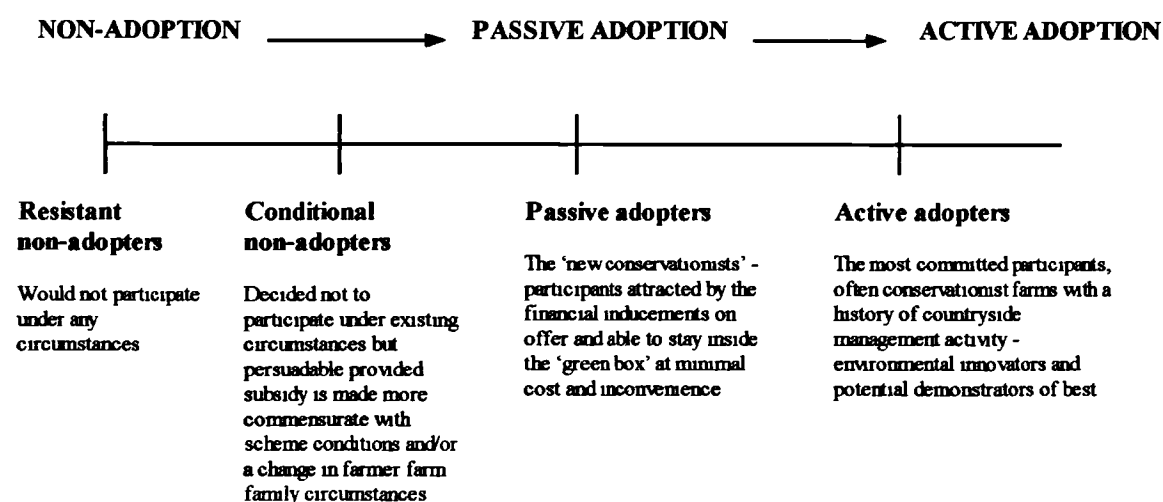 NON-ADOPTION PASSIVE ADOPTION ACTIVE ADOPTION
Resistant
non-adopters
Would not participate
under any
circumstances
Conditional
non-adopters
Decided not to
participate under existing
circumstances but
persuadable provided
subsidy is made more
commensurate with
scheme conditions and/or
a change in farmer farm
family circumstances
Passive adopters
The ‘new conservationists’ -
participants attracted by the
financial inducements on
offer and able to stay inside
the ‘green box’ at minimal
cost and inconvenience
Active adopters
The most committed participants,
often conservationist farms with a
history of countryside
management activity -
environmental innovators and
potential demonstrators of best